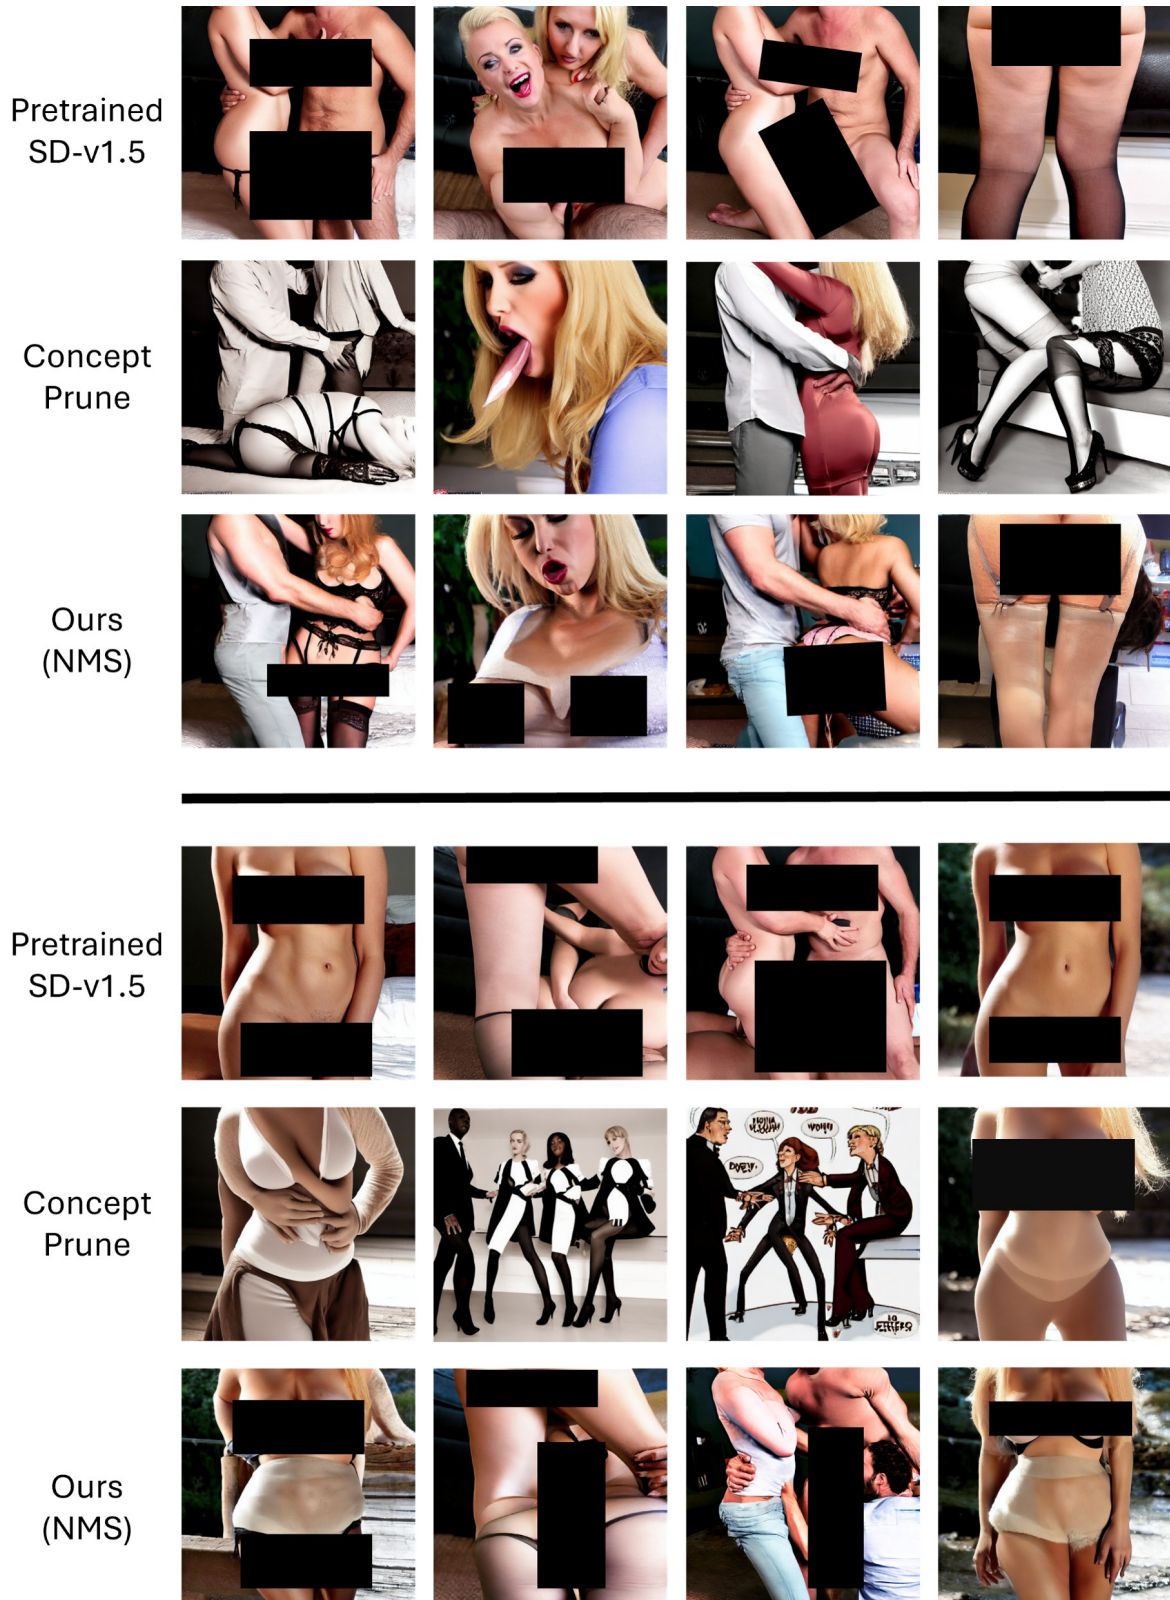 Pretrained
SD-v1.5
Concept
Prune
Ours
(NMS)
Pretrained
SD-v1.5
Concept
Prune
Ours
(NMS)